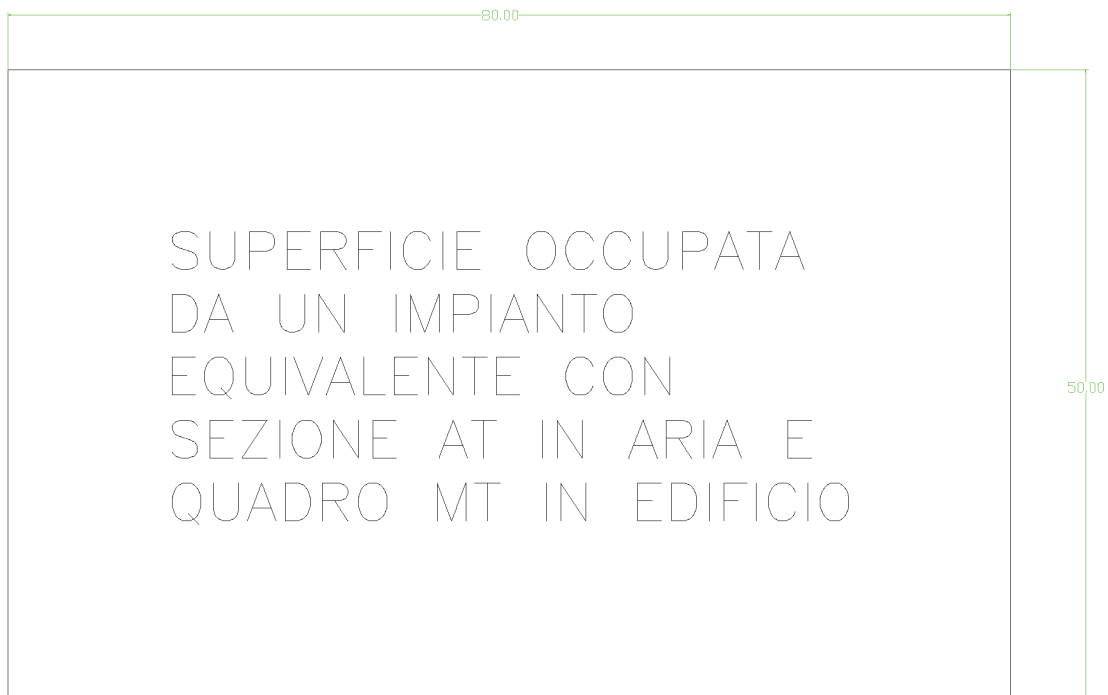 80.00
SUPERFICIE OCCUPATA
DA UN IMPIANTO
EQUIVALENTE CON
SEZIONE AT IN ARIA E
QUADRO MT IN EDIFICIO
50.00